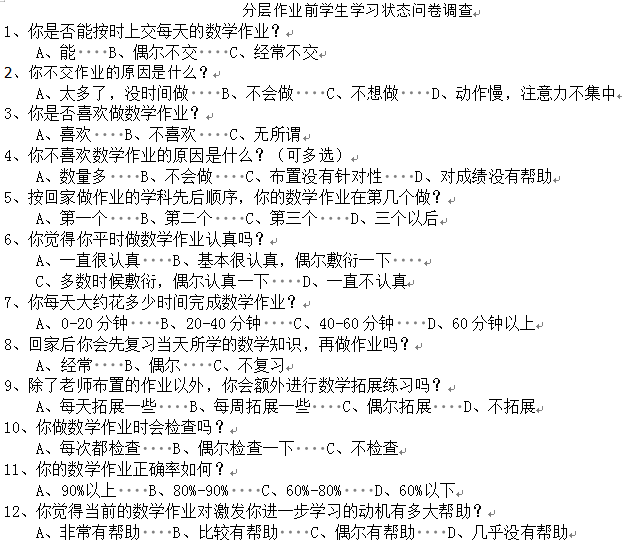 分层作业前学生学习状态问卷调查
1、你是否能按时上交每天的数学作业？
A、能····B、偶尔不交····C、经常不交
2、你不交作业的原因是什么？
A、太多了，没时间做····B、不会做····C、不想做····D、动作慢，注意力不集中
3、你是否喜欢做数学作业？
A、喜欢····B、不喜欢····C、无所谓
4、你不喜欢数学作业的原因是什么？（可多选）
A、数量多····B、不会做····C、布置没有针对性····D、对成绩没有帮助
5、按回家做作业的学科先后顺序，你的数学作业在第几个做？
A、第一个····B、第二个····C、第三个····D、三个以后
6、你觉得你平时做数学作业认真吗？
A、一直很认真····B、基本很认真，偶尔敷衍一下····
C、多数时候敷衍，偶尔认真一下····D、一直不认真
7、你每天大约花多少时间完成数学作业？
A、0-20分钟····B、20-40分钟····C、40-60分钟····D、60分钟以上
8、回家后你会先复习当天所学的数学知识，再做作业吗？
A、经常····B、偶尔····C、不复习
9、除了老师布置的作业以外，你会额外进行数学拓展练习吗？
A、每天拓展一些····B、每周拓展一些····C、偶尔拓展····D、不拓展
10、你做数学作业时会检查吗？
A、每次都检查····B、偶尔检查一下····C、不检查
11、你的数学作业正确率如何？
A、90%以上····B、80%-90%····C、60%-80%····D、60%以下
12、你觉得当前的数学作业对激发你进一步学习的动机有多大帮助？
A、非常有帮助····B、比较有帮助····C、偶尔有帮助····D、几乎没有帮助